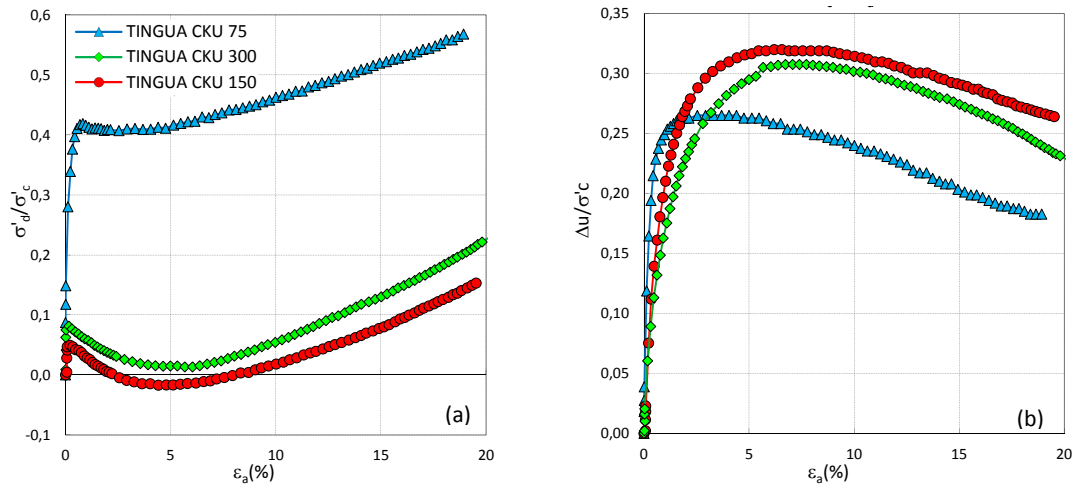 0,6
0,5
0,4
0,3
0,2
0,1
0,0
-0,1
σ'd/σ'c
TINGUA CKU 75
TINGUA CKU 300
TINGUA CKU 150
0 5 10 15 20
εa(%)
(a)
0,35
0,30
0,25
0,20
0,15
0,10
0,05
0,00
Δu/σ'c
0 5 10 15 20
εa(%)
(b)